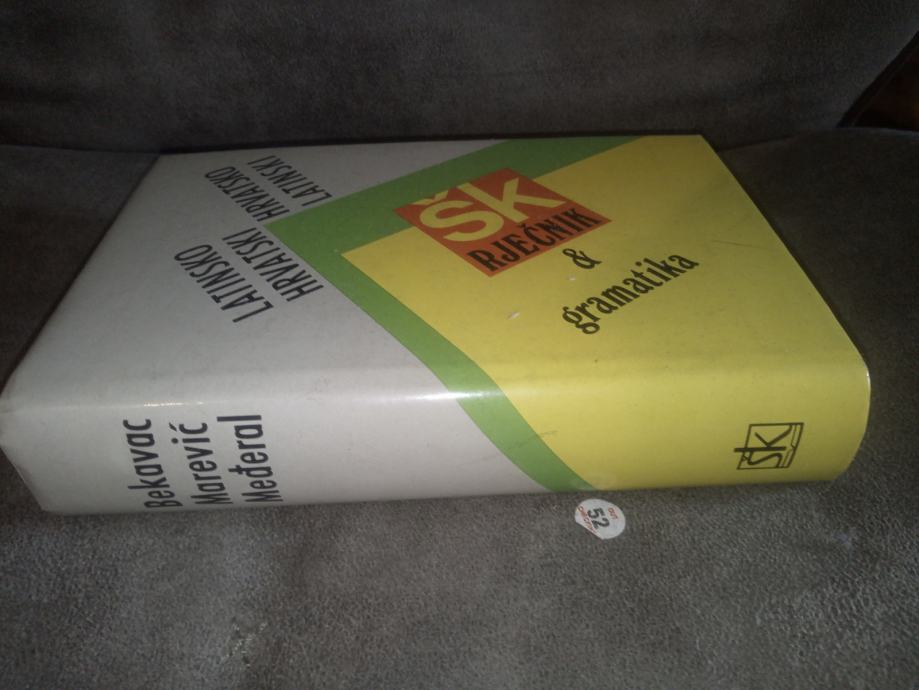 LATINSKO
HRVATSKI
HRVATSKO
LATINSKI
šk
RJEČNIK
&
gramatika
Bekavac
Marević
Međeral
šk
52